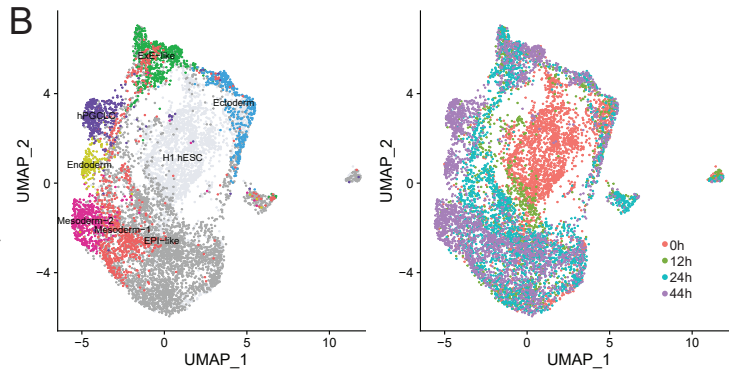 B
ExE-like
hPGCLC
Ectoderm
H1 hESC
Endoderm
Mesoderm-2
Mesoderm-1
EPI-like
UMAP_2
4
0
−4
−5
0
5
10
UMAP_1
UMAP_2
4
0
−4
−5
0
5
10
UMAP_1
0h
12h
24h
44h